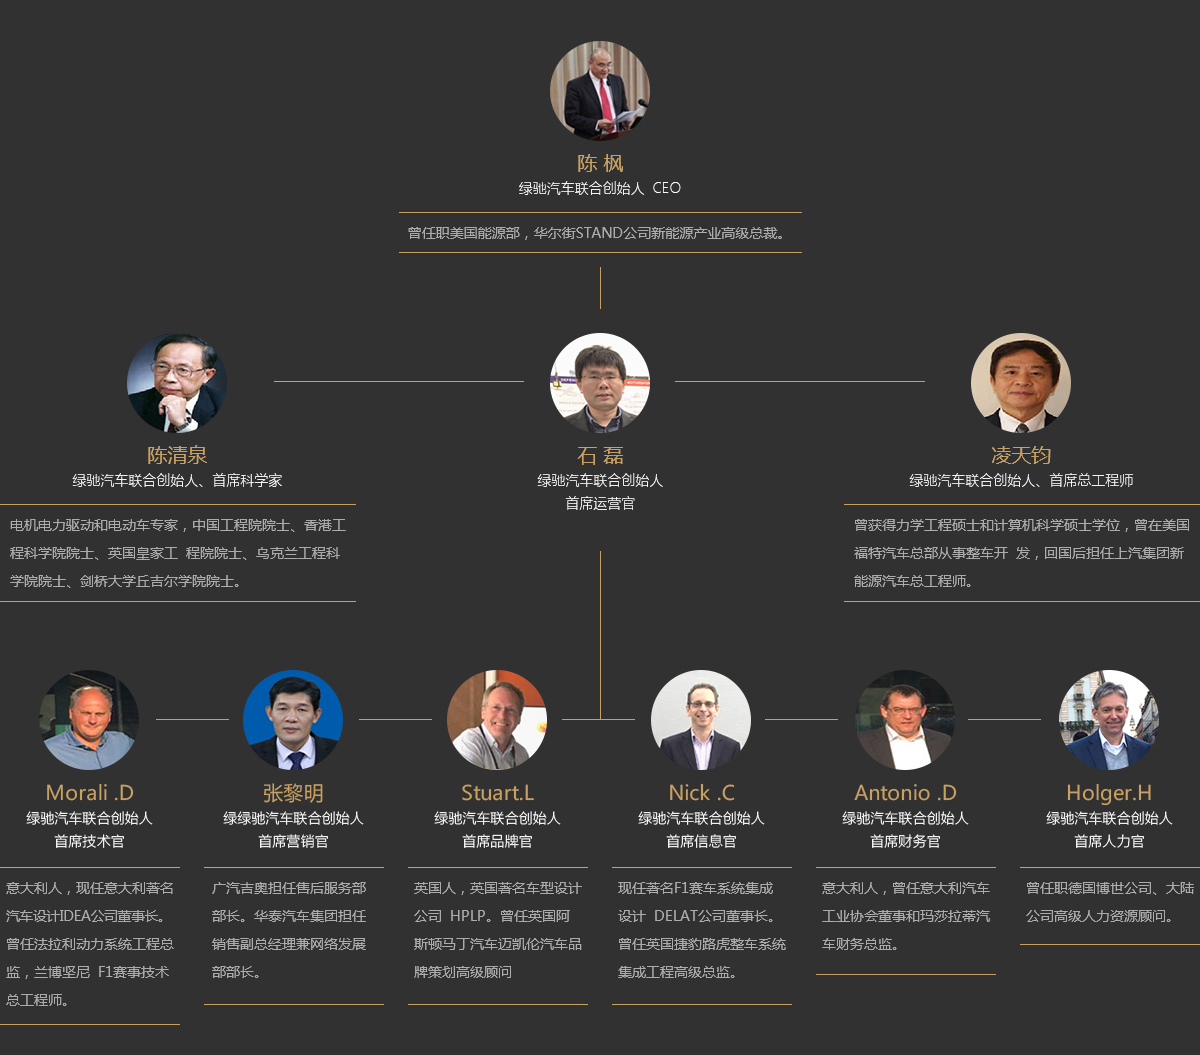 陈 枫
绿驰汽车联合创始人 CEO
曾任职美国能源部，华尔街STAND公司新能源产业高级总裁。
陈清泉
绿驰汽车联合创始人、首席科学家
电机电力驱动和电动车专家，中国工程院院士、香港工
程科学院院士、英国皇家工 程院院士、乌克兰工程科
学院院士、剑桥大学丘吉尔学院院士。
石 磊
绿驰汽车联合创始人
首席运营官
凌天钧
绿驰汽车联合创始人、首席总工程师
曾获得力学工程硕士和计算机科学硕士学位，曾在美国
福特汽车总部从事整车开 发，回国后担任上汽集团新
能源汽车总工程师。
Morali .D
绿驰汽车联合创始人
首席技术官
意大利人，现任意大利著名
汽车设计IDEA公司董事长。
曾任法拉利动力系统工程总
监，兰博坚尼 F1赛事技术
总工程师。
张黎明
绿绿驰汽车联合创始人
首席营销官
广汽吉奥担任售后服务部
部长。华泰汽车集团担任
销售副总经理兼网络发展
部部长。
Stuart.L
绿驰汽车联合创始人
首席品牌官
英国人，英国著名车型设计
公司 HPLP。曾任英国阿
斯顿马丁汽车迈凯伦汽车品
牌策划高级顾问
Nick .C
绿驰汽车联合创始人
首席信息官
现任著名F1赛车系统集成
设计 DELAT公司董事长。
曾任英国捷豹路虎整车系统
集成工程高级总监。
Antonio .D
绿驰汽车联合创始人
首席财务官
意大利人，曾任意大利汽车
工业协会董事和玛莎拉蒂汽
车财务总监。
Holger.H
绿驰汽车联合创始人
首席人力官
曾任职德国博世公司、大陆
公司高级人力资源顾问。